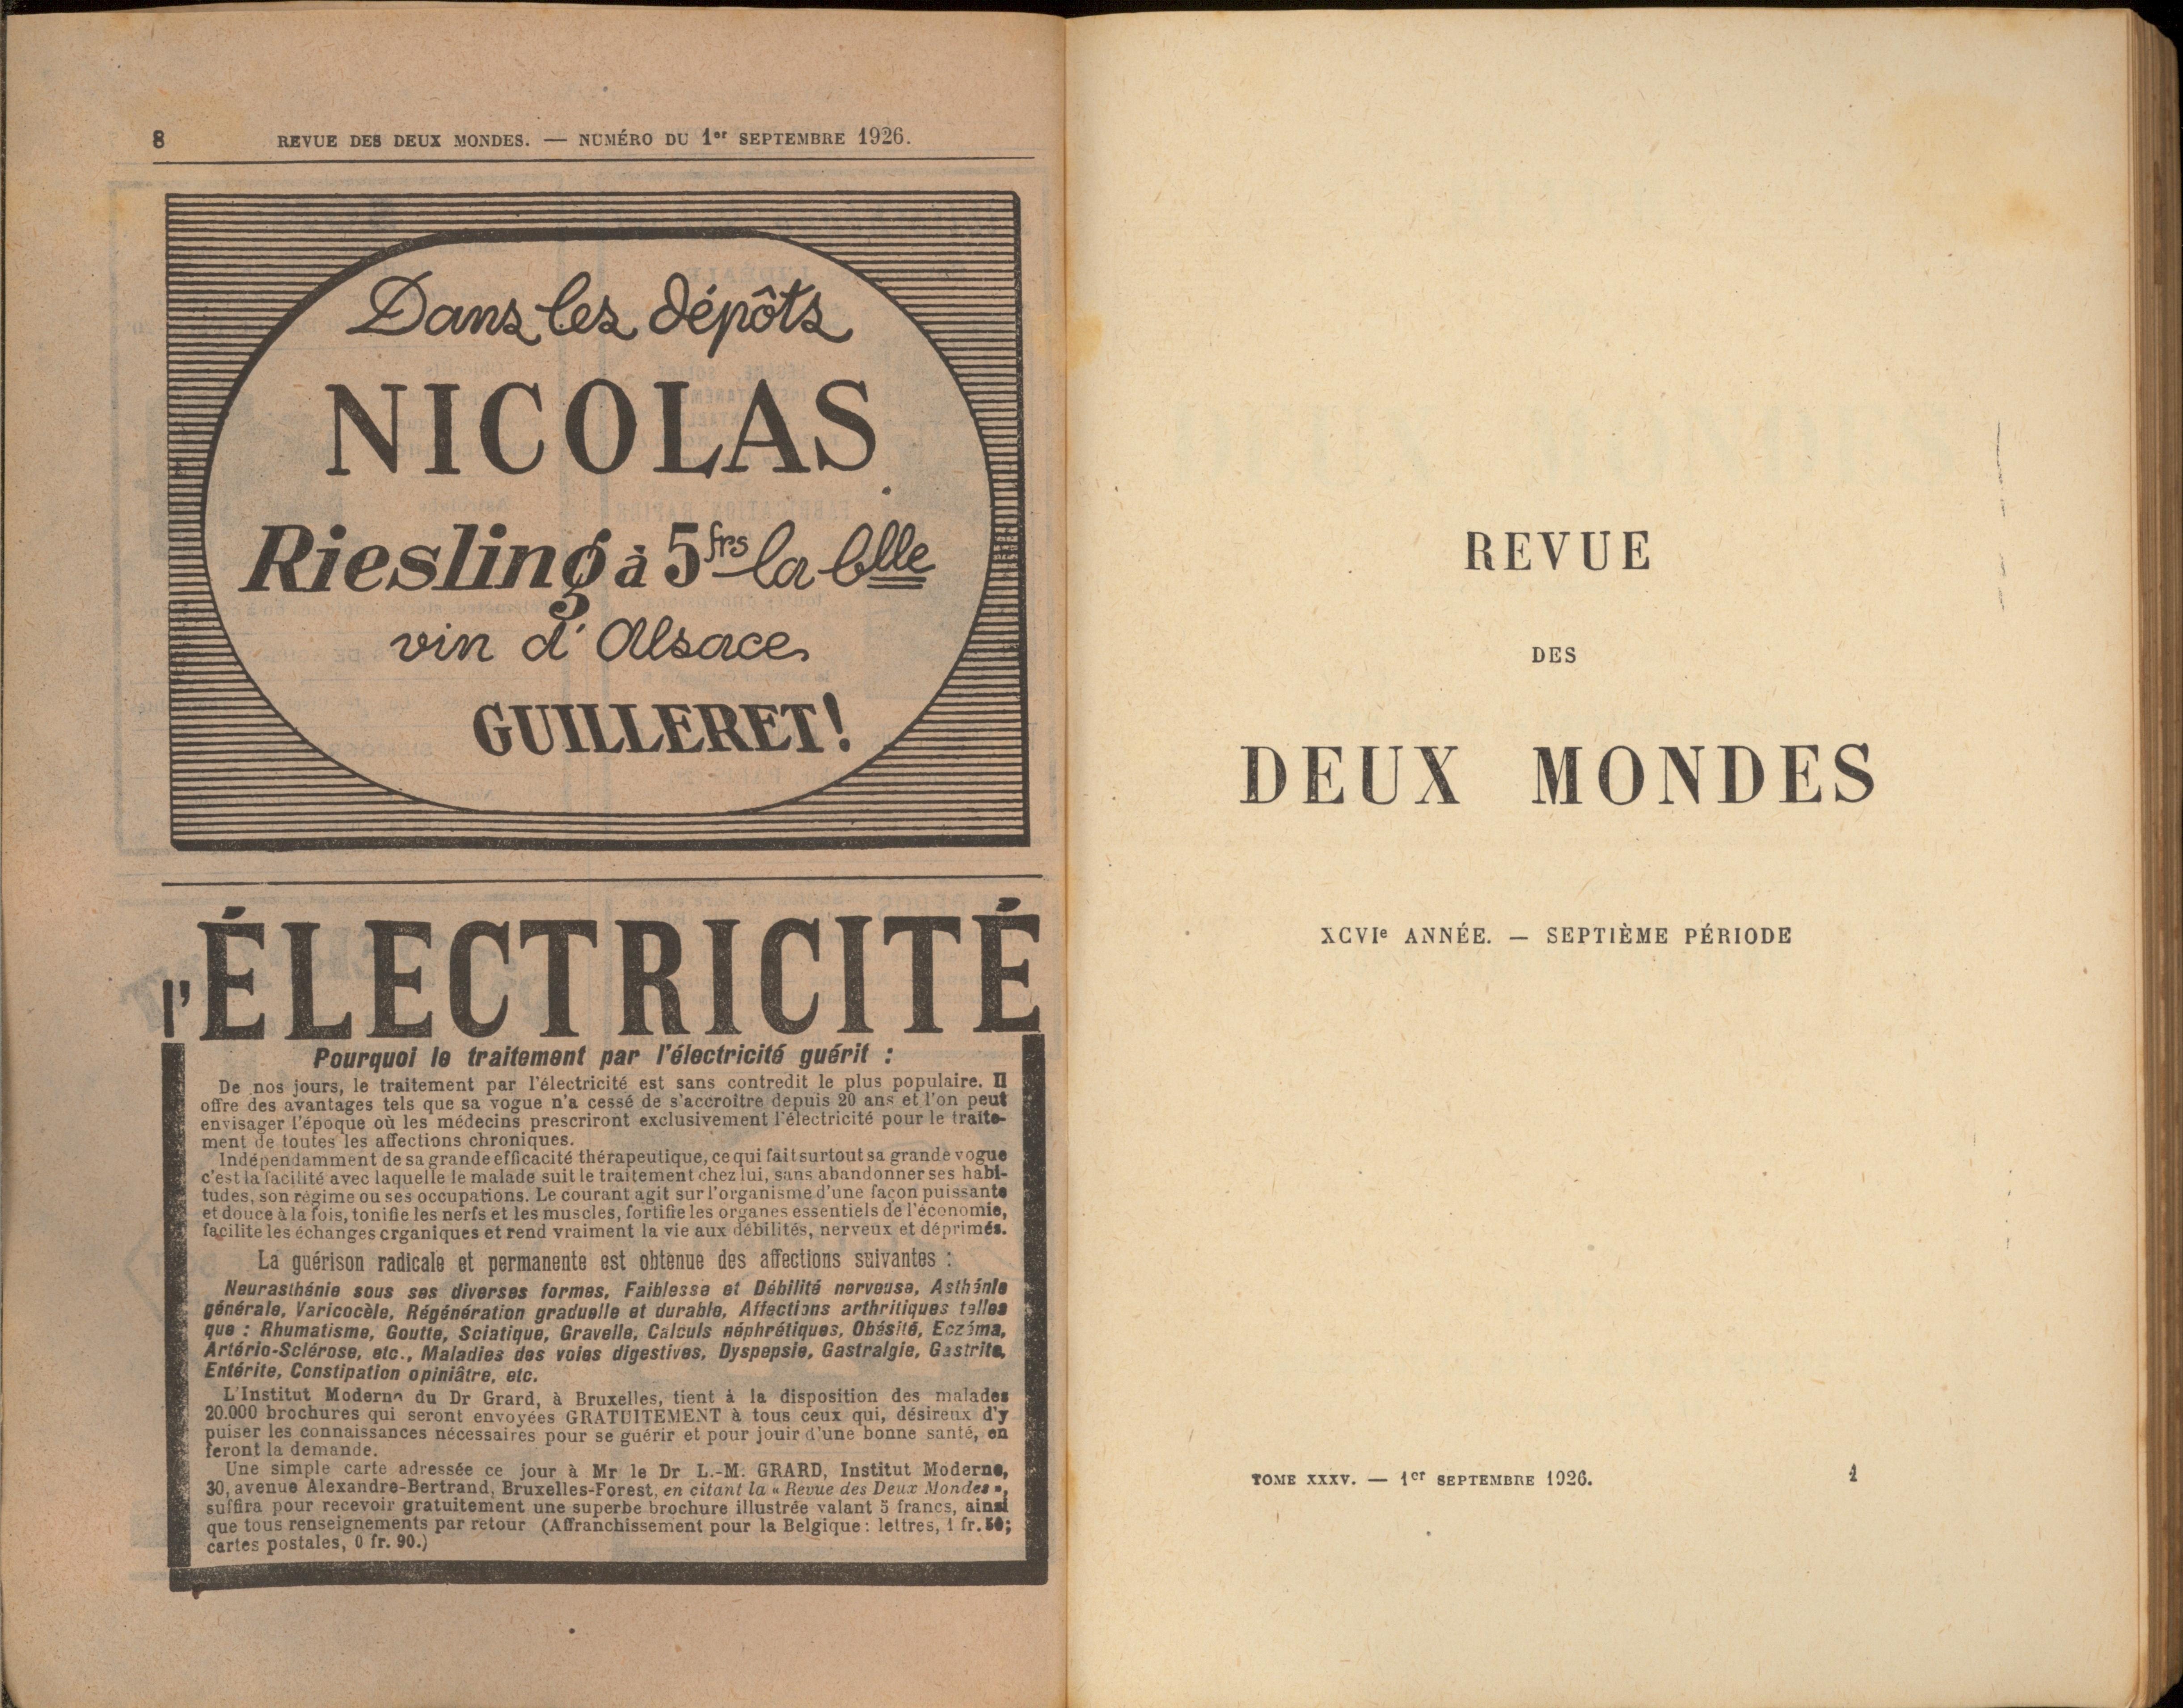 8 REVUE DES DEUX MONDES. — NUMÉRO DU 1er SEPTEMBRE 1926.
Dans les dépôts
NICOLAS
Riesling à 5frs la blle
vin d'Alsace
GUILLERET!
l'ÉLECTRICITÉ
Pourquoi le traitement par l'électricité guérit :
De nos jours, le traitement par l'électricité est sans contredit le plus populaire. Il
offre des avantages tels que sa vogue n'a cessé de s'accroître depuis 20 ans et l'on peut
envisager l'époque où les médecins prescriront exclusivement l'électricité pour le traite-
ment de toutes les affections chroniques.
Indépendamment de sa grande efficacité thérapeutique, ce qui fait surtout sa grande vogue
c'est la facilité avec laquelle le malade suit le traitement chez lui, sans abandonner ses habi-
tudes, son régime ou ses occupations. Le courant agit sur l'organisme d'une façon puissante
et douce à la fois, tonifie les nerfs et les muscles, fortifie les organes essentiels de l'économie,
facilite les échanges crganiques et rend vraiment la vie aux débilités, nerveux et déprimés.
La guérison radicale et permanente est obtenue des affections suivantes :
Neurasthénie sous ses diverses formes, Faiblesse et Débilité nerveuse, Asthénie
générale, Varicocèle, Régénération graduelle et durable, Affections arthritiques telles
que : Rhumatisme, Goutte, Sciatique, Gravelle, Calculs néphrétiques, Obésité, Eczéma,
Artério-Sclérose, etc., Maladies des voies digestives, Dyspepsie, Gastralgie, Gastrite,
Entérite, Constipation opiniâtre, etc.
L'Institut Moderne du Dr Grard, à Bruxelles, tient à la disposition des malades
20.000 brochures qui seront envoyées GRATUITEMENT à tous ceux qui, désireux d'y
puiser les connaissances nécessaires pour se guérir et pour jouir d'une bonne santé, en
feront la demande.
Une simple carte adressée ce jour à Mr le Dr L.-M. GRARD, Institut Moderne,
30, avenue Alexandre-Bertrand, Bruxelles-Forest, en citant la « Revue des Deux Mondes »,
suffira pour recevoir gratuitement une superbe brochure illustrée valant 5 francs, ainsi
que tous renseignements par retour (Affranchissement pour la Belgique : lettres, 1 fr. 50;
cartes postales, 0 fr. 90.)
REVUE
DES
DEUX MONDES
XCVIe ANNÉE. — SEPTIÈME PÉRIODE
TOME XXXV. — 1er SEPTEMBRE 1926. 1